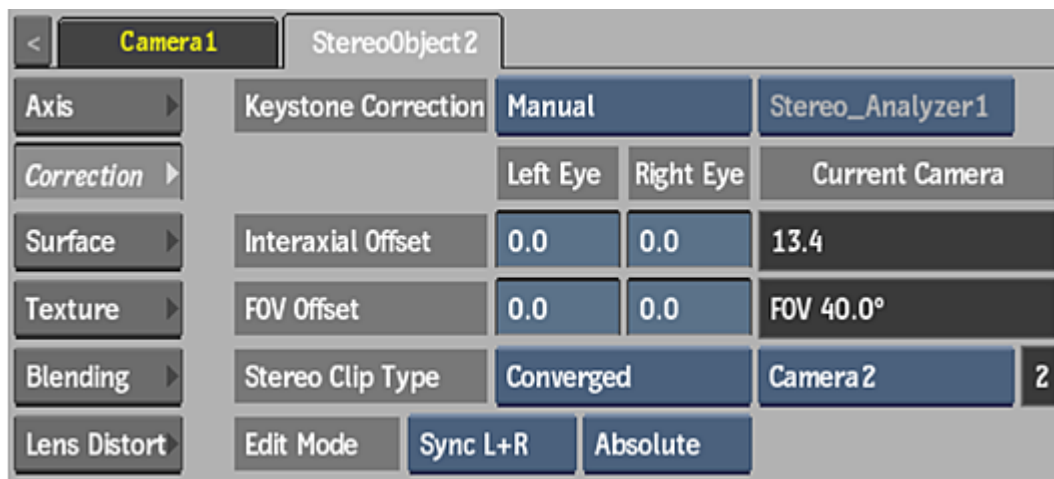 < Camera1 StereoObject2
Axis Keystone Correction Manual Stereo_Analyzer1
Correction Left Eye Right Eye Current Camera
Surface Interaxial Offset 0.0 0.0 13.4
Texture FOV Offset 0.0 0.0 FOV 40.0°
Blending Stereo Clip Type Converged Camera2 2
Lens Distort Edit Mode Sync L+R Absolute